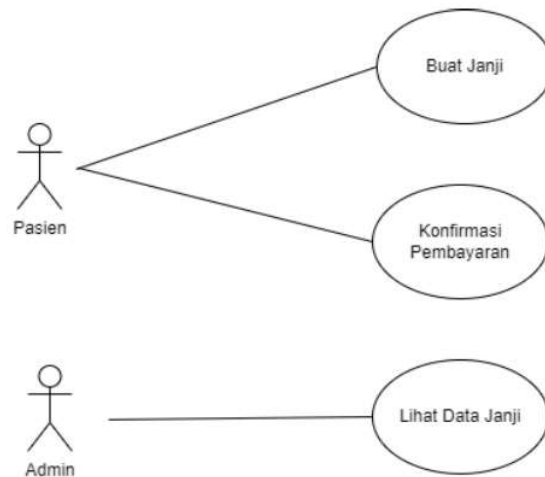 Buat Janji
Pasien
Konfirmasi
Pembayaran
Lihat Data Janji
Admin